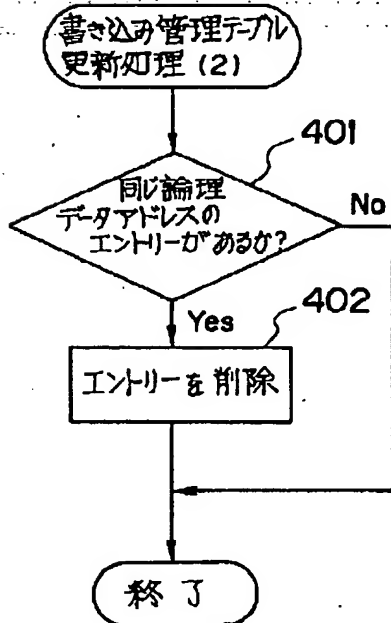 書き込み管理テーブル
更新処理(2)
401
同じ論理
データアドレスの
エントリーがあるか?
No
402
Yes
エントリーを削除
終了